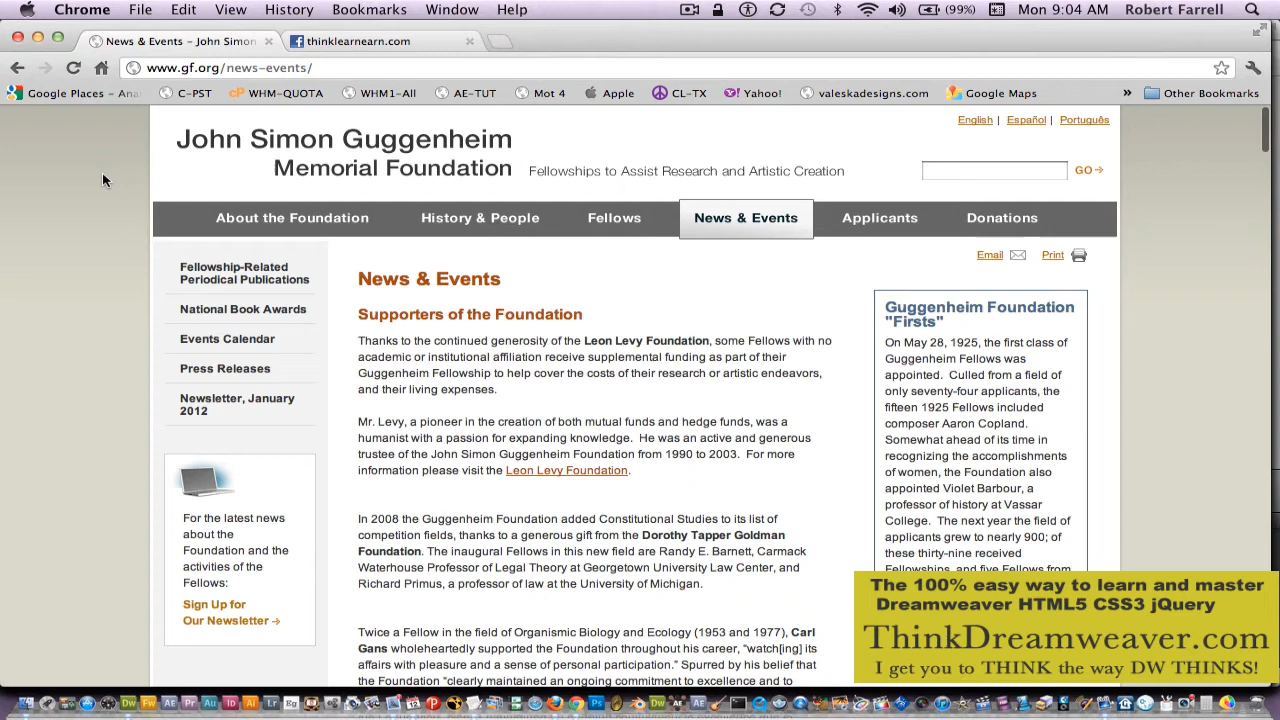 Chrome File Edit View History Bookmarks Window Help (99%) Mon 9:04 AM Robert Farrell
News & Events – John Simon thinklearnearn.com
www.gf.org/news-events/
Google Places - Ana C-PST WHM-QUOTA WHM1-All AE-TUT Mot 4 Apple CL-TX Yahoo! valeskadesigns.com Google Maps » Other Bookmarks
English | Español | Português
John Simon Guggenheim
Memorial Foundation Fellowships to Assist Research and Artistic Creation
GO
About the Foundation History & People Fellows News & Events Applicants Donations
Email Print
Fellowship-Related
Periodical Publications
National Book Awards
Events Calendar
Press Releases
Newsletter, January
2012
For the latest news
about the
Foundation and the
activities of the
Fellows:
Sign Up for
Our Newsletter
News & Events
Supporters of the Foundation
Thanks to the continued generosity of the Leon Levy Foundation, some Fellows with no
academic or institutional affiliation receive supplemental funding as part of their
Guggenheim Fellowship to help cover the costs of their research or artistic endeavors,
and their living expenses.
Mr. Levy, a pioneer in the creation of both mutual funds and hedge funds, was a
humanist with a passion for expanding knowledge. He was an active and generous
trustee of the John Simon Guggenheim Foundation from 1990 to 2003. For more
information please visit the Leon Levy Foundation.
In 2008 the Guggenheim Foundation added Constitutional Studies to its list of
competition fields, thanks to a generous gift from the Dorothy Tapper Goldman
Foundation. The inaugural Fellows in this new field are Randy E. Barnett, Carmack
Waterhouse Professor of Legal Theory at Georgetown University Law Center, and
Richard Primus, a professor of law at the University of Michigan.
Twice a Fellow in the field of Organismic Biology and Ecology (1953 and 1977), Carl
Gans wholeheartedly supported the Foundation throughout his career, “watch[ing] its
affairs with pleasure and a sense of personal participation.” Spurred by his belief that
the Foundation “clearly maintained an ongoing commitment to excellence and to
Guggenheim Foundation
"Firsts"
On May 28, 1925, the first class of
Guggenheim Fellows was
appointed. Culled from a field of
only seventy-four applicants, the
fifteen 1925 Fellows included
composer Aaron Copland.
Somewhat ahead of its time in
recognizing the accomplishments
of women, the Foundation also
appointed Violet Barbour, a
professor of history at Vassar
College. The next year the field of
applicants grew to nearly 900; of
these thirty-nine received
Fellowships, and five Fellows from
The 100% easy way to learn and master
Dreamweaver HTML5 CSS3 jQuery
ThinkDreamweaver.com
I get you to THINK the way DW THINKS!